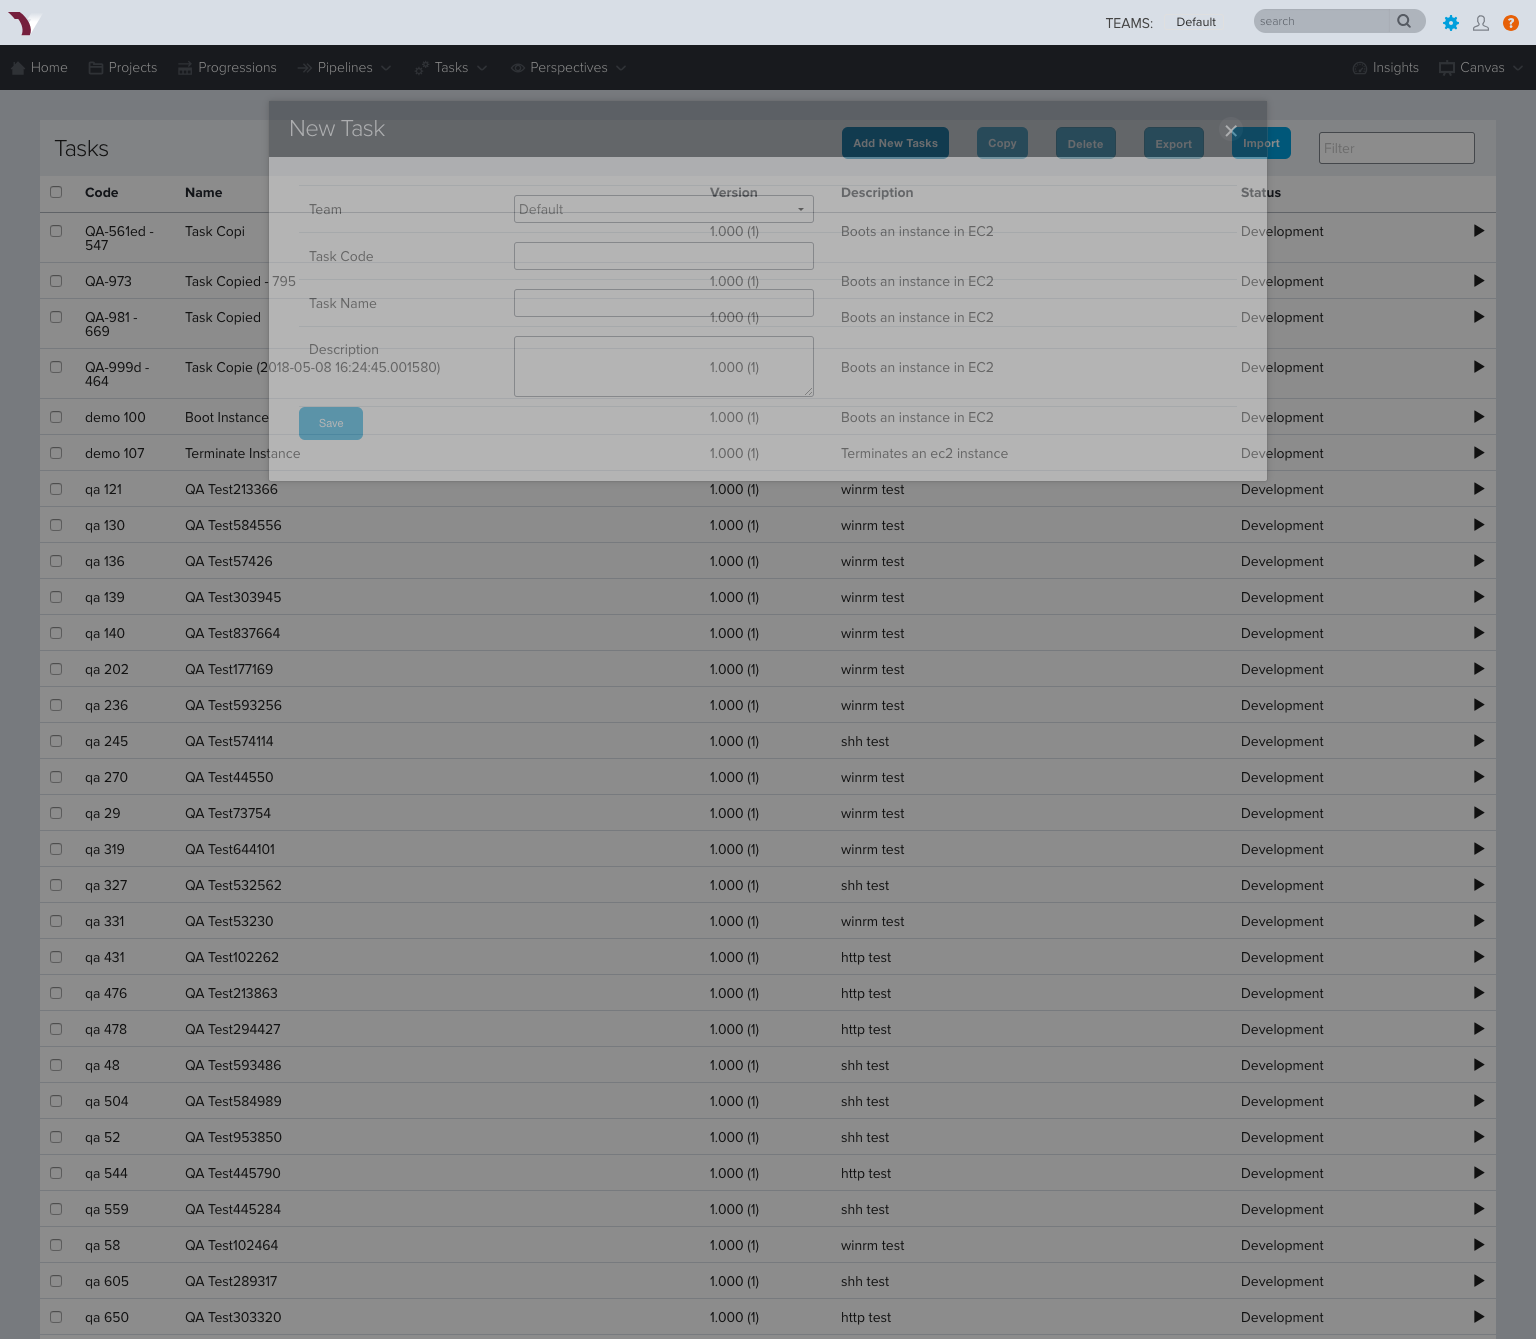 TEAMS: Default search ?
Home Projects Progressions Pipelines Tasks Perspectives Insights Canvas
New Task
Tasks Add New Tasks Copy Delete Export Import Filter
Code Name Version Description Status
Team Default
QA-561ed - 547 Task Copi 1.000 (1) Boots an instance in EC2 Development
Task Code
QA-973 Task Copied - 795 1.000 (1) Boots an instance in EC2 Development
Task Name
QA-981 - 669 Task Copied 1.000 (1) Boots an instance in EC2 Development
Description
QA-999d - 464 Task Copie (2018-05-08 16:24:45.001580) 1.000 (1) Boots an instance in EC2 Development
demo 100 Boot Instance 1.000 (1) Boots an instance in EC2 Development
Save
demo 107 Terminate Instance 1.000 (1) Terminates an ec2 instance Development
qa 121 QA Test213366 1.000 (1) winrm test Development
qa 130 QA Test584556 1.000 (1) winrm test Development
qa 136 QA Test57426 1.000 (1) winrm test Development
qa 139 QA Test303945 1.000 (1) winrm test Development
qa 140 QA Test837664 1.000 (1) winrm test Development
qa 202 QA Test177169 1.000 (1) winrm test Development
qa 236 QA Test593256 1.000 (1) winrm test Development
qa 245 QA Test574114 1.000 (1) shh test Development
qa 270 QA Test44550 1.000 (1) winrm test Development
qa 29 QA Test73754 1.000 (1) winrm test Development
qa 319 QA Test644101 1.000 (1) winrm test Development
qa 327 QA Test532562 1.000 (1) shh test Development
qa 331 QA Test53230 1.000 (1) winrm test Development
qa 431 QA Test102262 1.000 (1) http test Development
qa 476 QA Test213863 1.000 (1) http test Development
qa 478 QA Test294427 1.000 (1) http test Development
qa 48 QA Test593486 1.000 (1) shh test Development
qa 504 QA Test584989 1.000 (1) shh test Development
qa 52 QA Test953850 1.000 (1) shh test Development
qa 544 QA Test445790 1.000 (1) http test Development
qa 559 QA Test445284 1.000 (1) shh test Development
qa 58 QA Test102464 1.000 (1) winrm test Development
qa 605 QA Test289317 1.000 (1) shh test Development
qa 650 QA Test303320 1.000 (1) http test Development